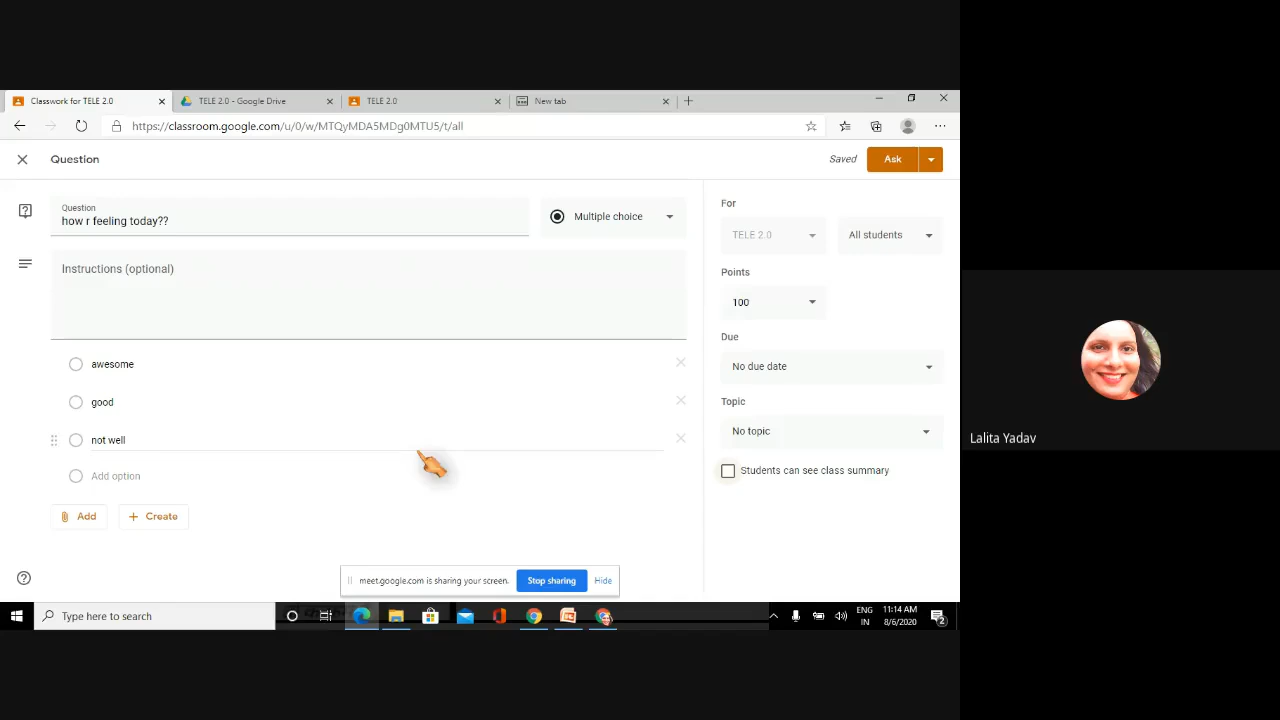 Classwork for TELE 2.0
TELE 2.0 - Google Drive
TELE 2.0
New tab
https://classroom.google.com/u/0/w/MTQyMDA5MDg0MTU5/t/all
Question
Saved
Ask
Question
how r feeling today??
Multiple choice
Instructions (optional)
awesome
good
not well
Add option
Add
Create
For
TELE 2.0
All students
Points
100
Due
No due date
Topic
No topic
Students can see class summary
meet.google.com is sharing your screen.
Stop sharing
Hide
Lalita Yadav
Type here to search
ENG
IN
11:14 AM
8/6/2020
2